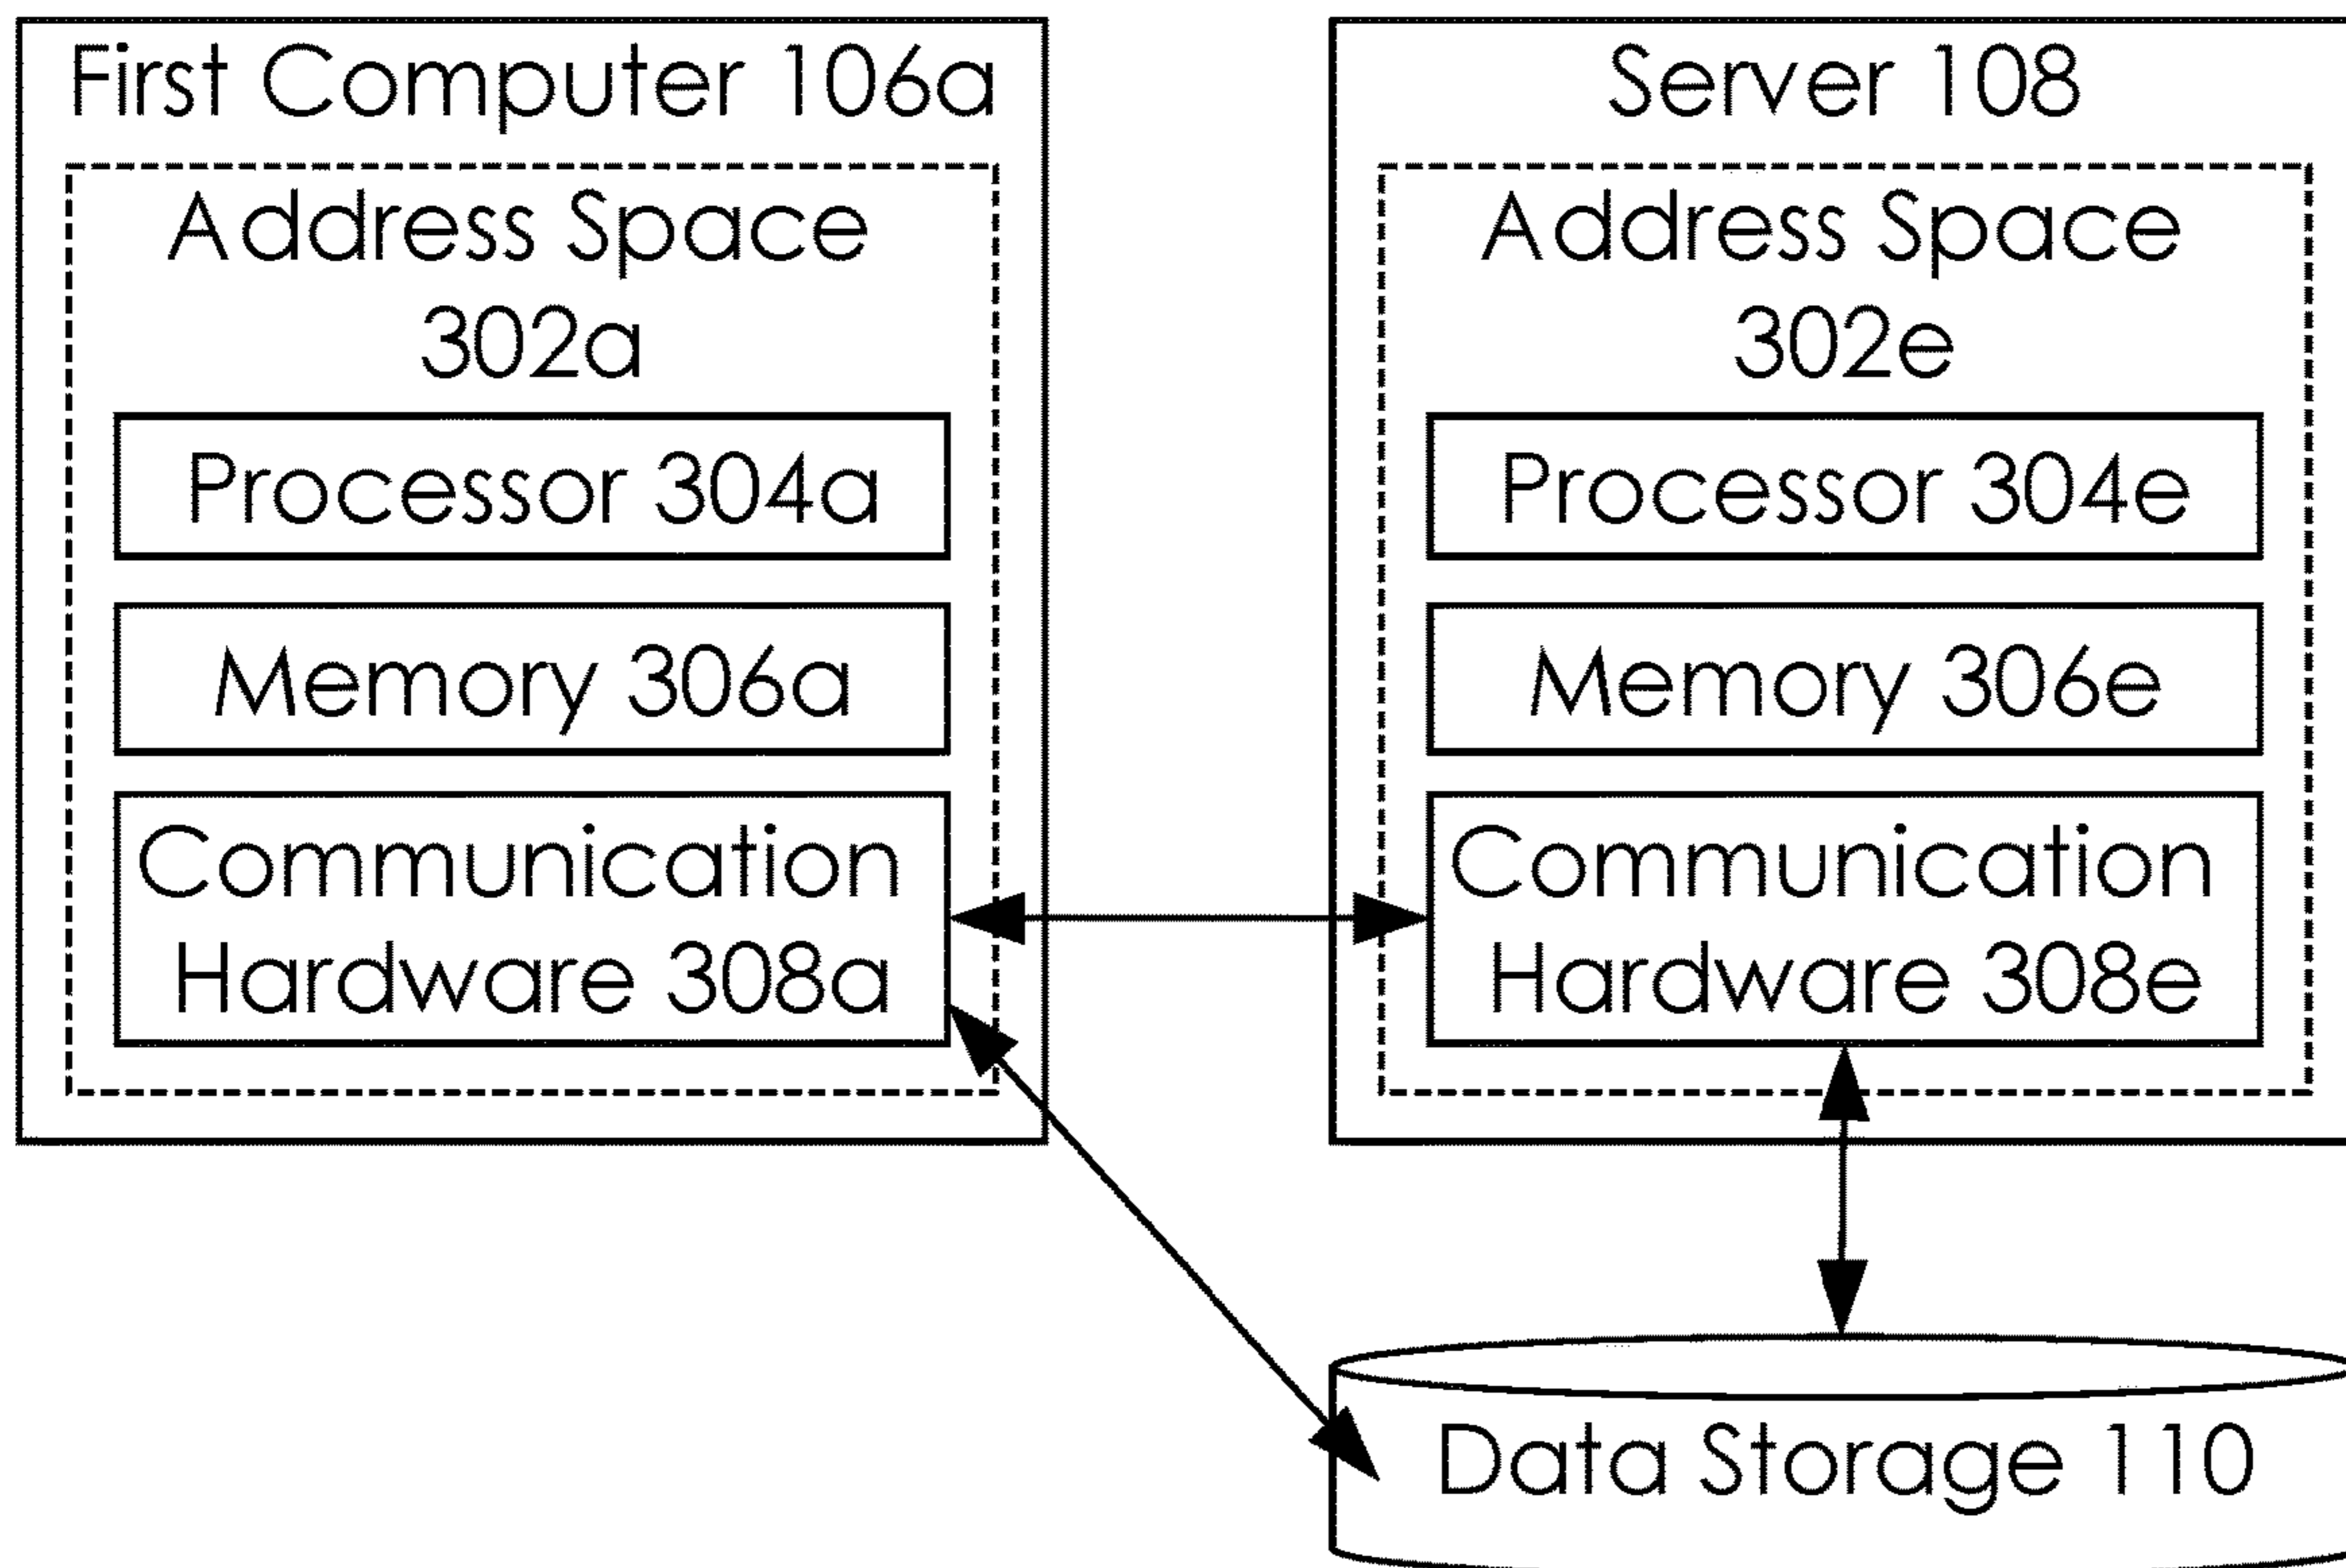 First Computer 106a
Address Space
302a
Processor 304a
Memory 306a
Communication
Hardware 308a
Server 108
Address Space
302e
Processor 304e
Memory 306e
Communication
Hardware 308e
Data Storage 110